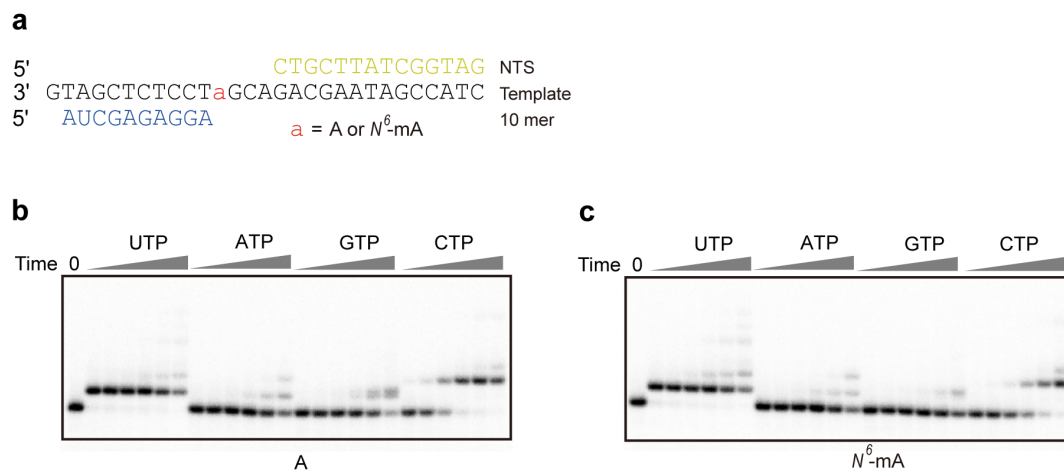 a
5' CTGCTTATCGGTAG NTS
3' GTAGCTCTCCTaGCAGACGAATAGCCATC Template
5' AUCGAGAGGA 10 mer
a = A or N⁶-mA
b
UTP ATP GTP CTP
Time 0
A
c
UTP ATP GTP CTP
Time 0
N⁶-mA